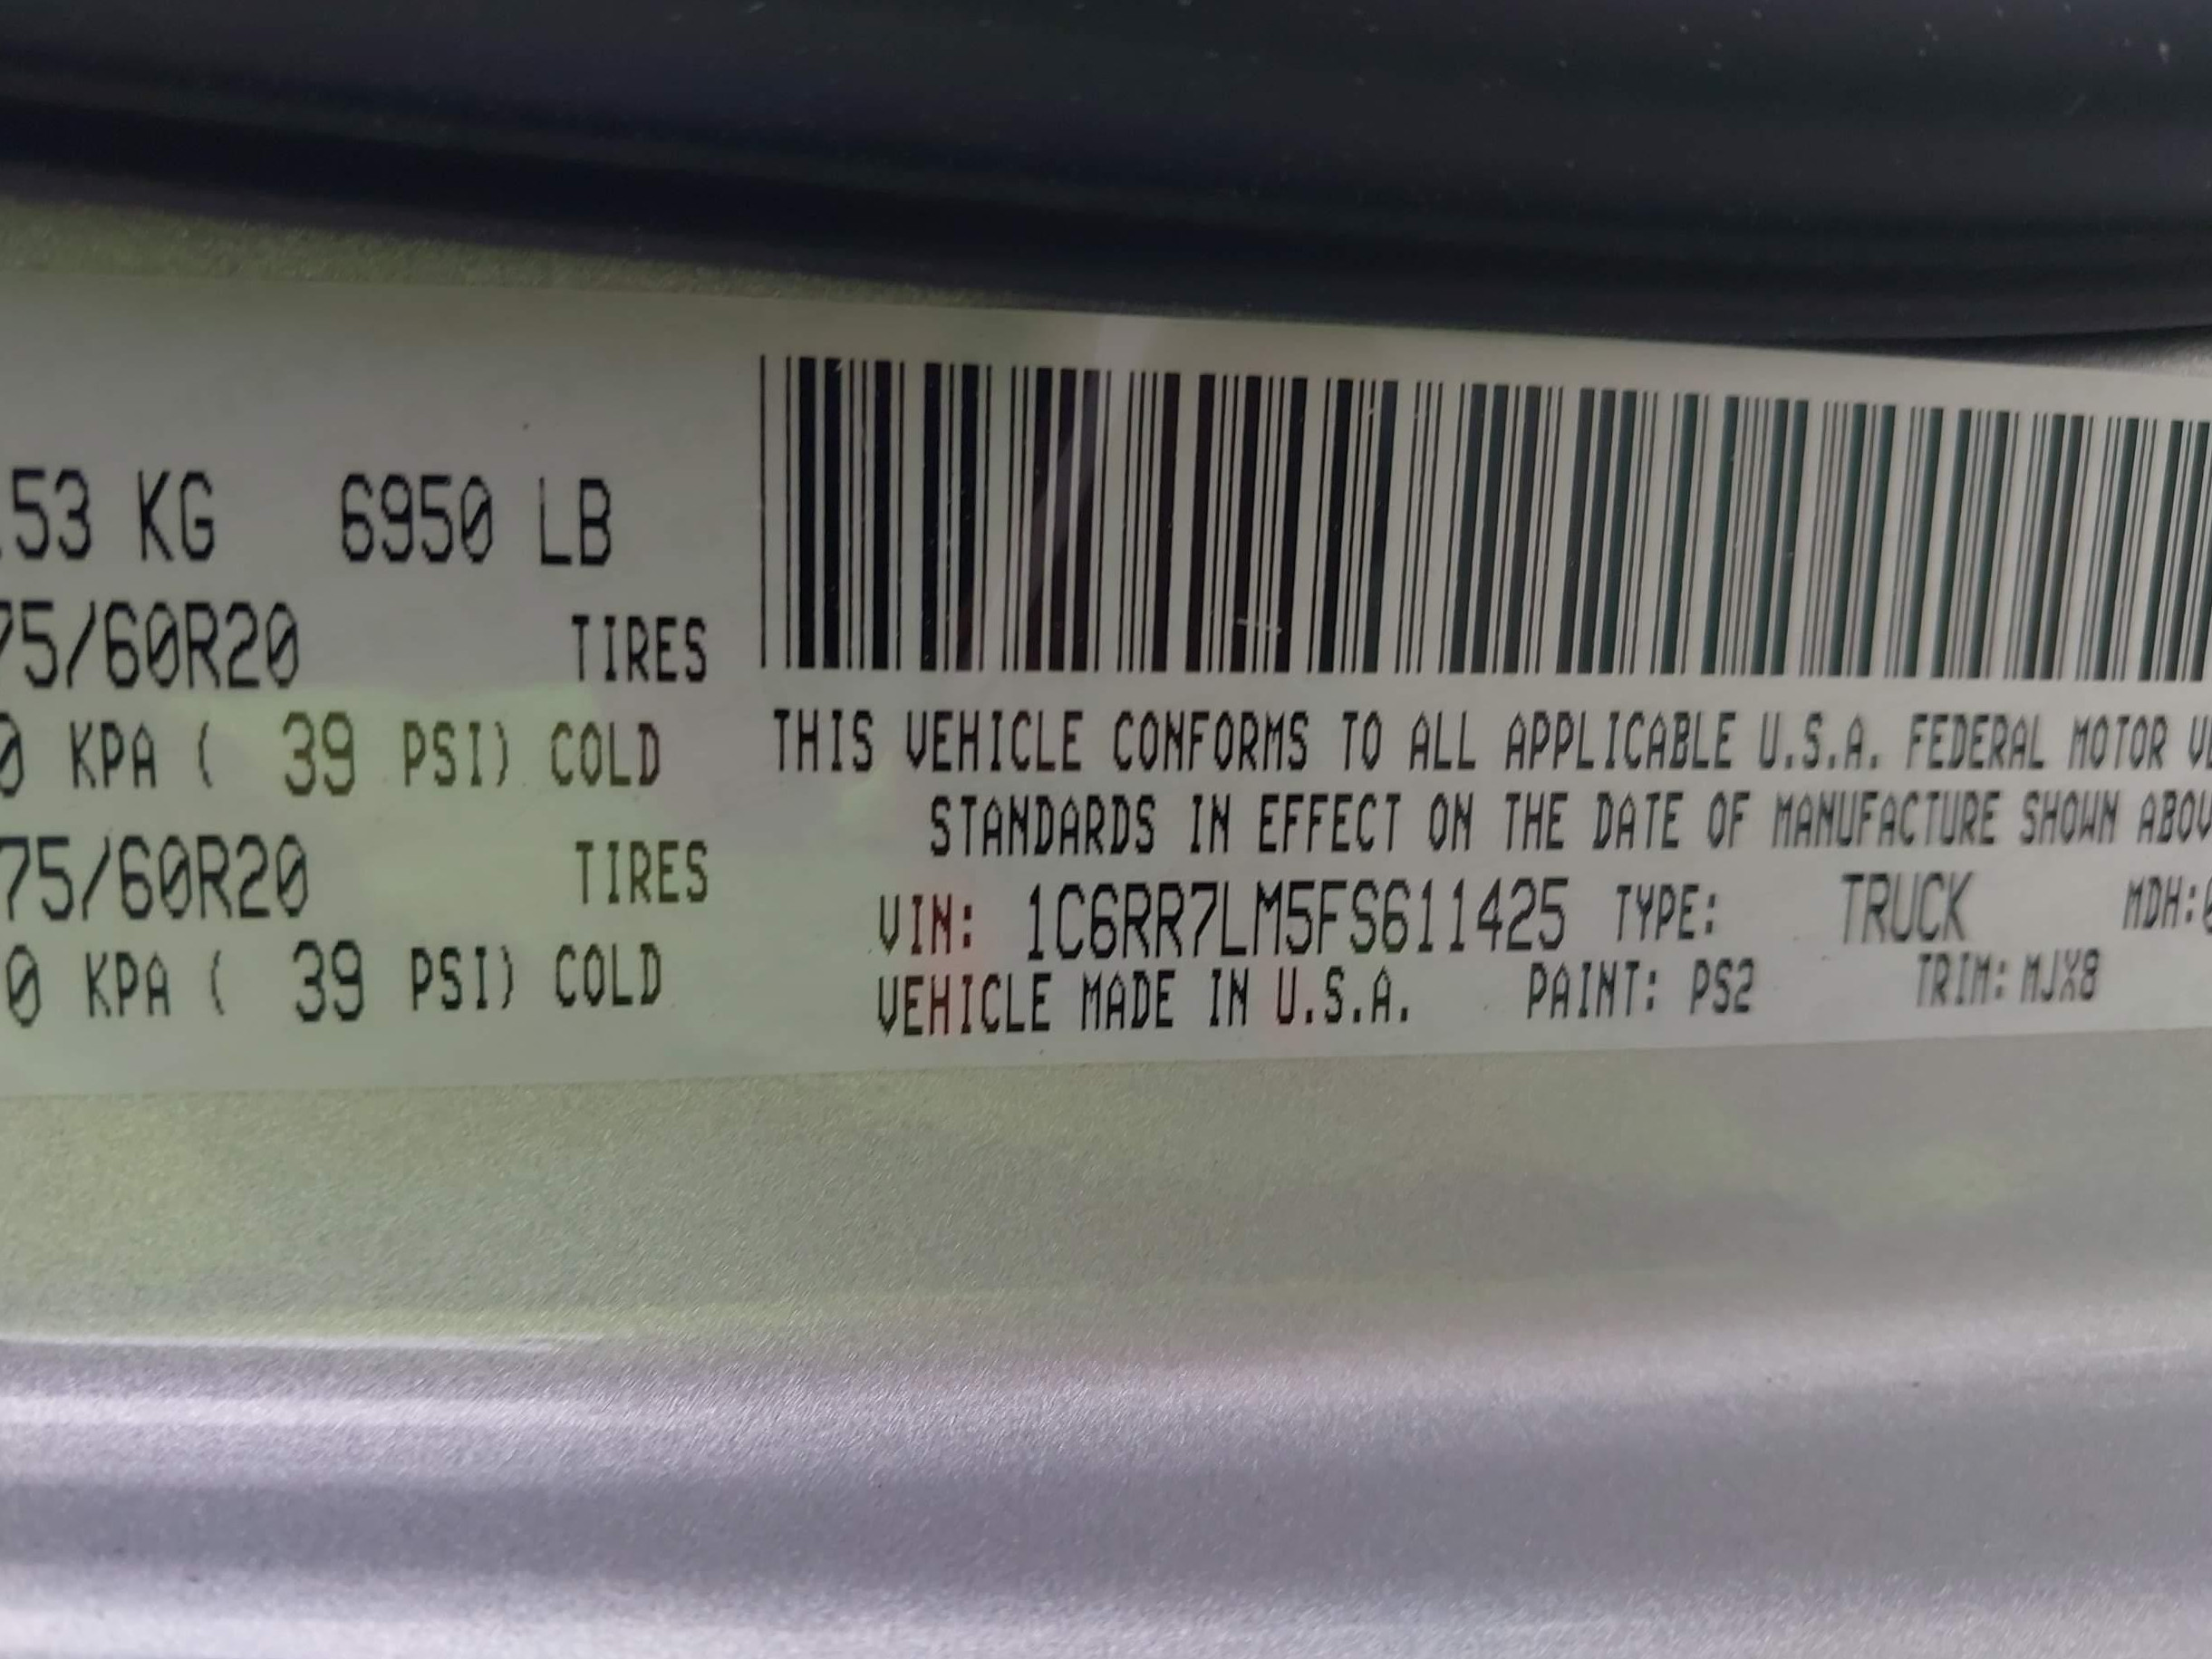 53 KG 6950 LB
75/60R20 TIRES
0 KPA ( 39 PSI) COLD
75/60R20 TIRES
0 KPA ( 39 PSI) COLD
THIS VEHICLE CONFORMS TO ALL APPLICABLE U.S.A. FEDERAL MOTOR
STANDARDS IN EFFECT ON THE DATE OF MANUFACTURE SHOWN ABOV
VIN: 1C6RR7LM5FS611425 TYPE: TRUCK MDH:
VEHICLE MADE IN U.S.A. PAINT: PS2 TRIM: MJX8